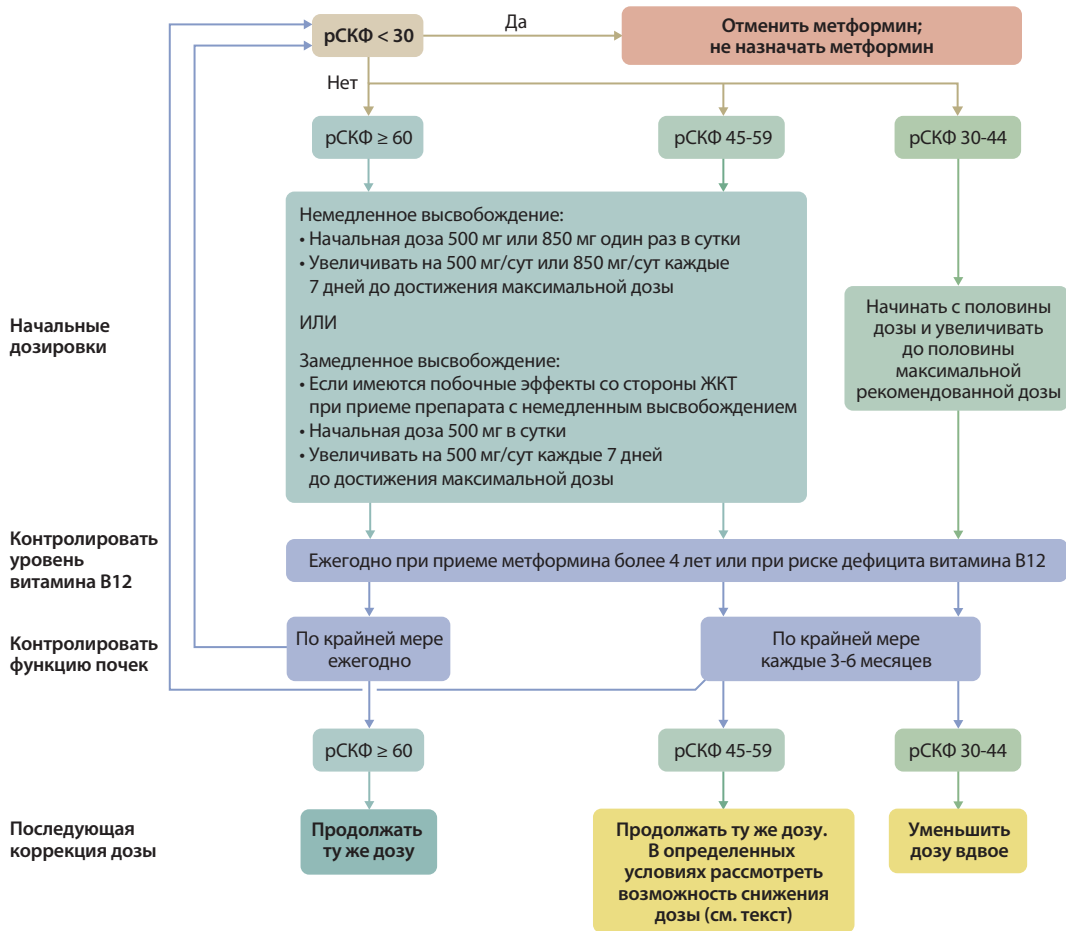 рСКФ < 30
Да
Отменить метформин;
не назначать метформин
Нет
рСКФ ≥ 60
рСКФ 45-59
рСКФ 30-44
Начальные
дозировки
Немедленное высвобождение:
• Начальная доза 500 мг или 850 мг один раз в сутки
• Увеличивать на 500 мг/сут или 850 мг/сут каждые
7 дней до достижения максимальной дозы
ИЛИ
Замедленное высвобождение:
• Если имеются побочные эффекты со стороны ЖКТ
при приеме препарата с немедленным высвобождением
• Начальная доза 500 мг в сутки
• Увеличивать на 500 мг/сут каждые 7 дней
до достижения максимальной дозы
Начинать с половины
дозы и увеличивать
до половины
максимальной
рекомендованной дозы
Контролировать
уровень
витамина В12
Ежегодно при приеме метформина более 4 лет или при риске дефицита витамина В12
Контролировать
функцию почек
По крайней мере
ежегодно
По крайней мере
каждые 3-6 месяцев
рСКФ ≥ 60
рСКФ 45-59
рСКФ 30-44
Последующая
коррекция дозы
Продолжать
ту же дозу
Продолжать ту же дозу.
В определенных
условиях рассмотреть
возможность снижения
дозы (см. текст)
Уменьшить
дозу вдвое